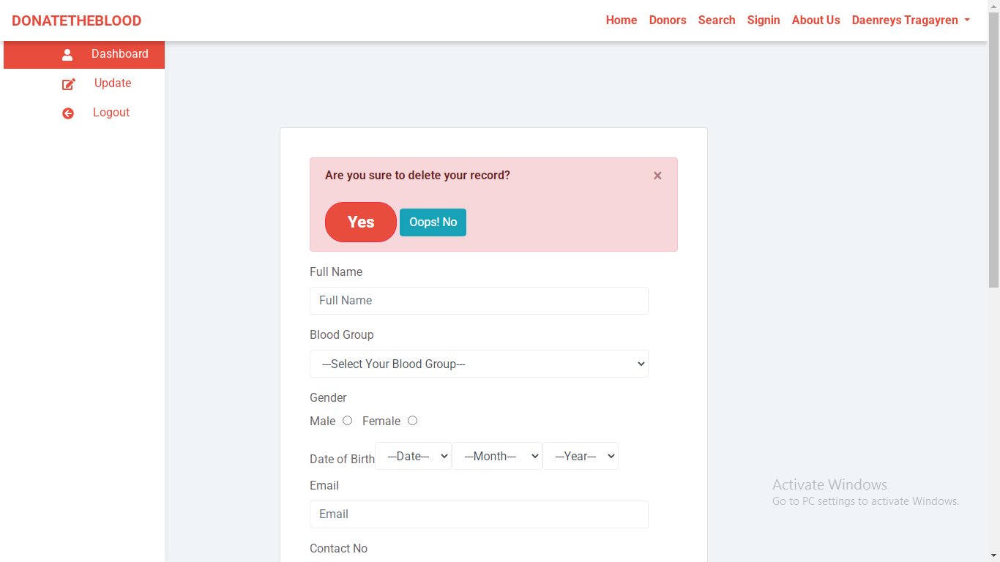 DONATETHEBLOOD
Home Donors Search Signin About Us Daenreys Tragayren
Dashboard
Update
Logout
Are you sure to delete your record? ×
Yes Oops! No
Full Name
Full Name
Blood Group
---Select Your Blood Group---
Gender
Male Female
Date of Birth ---Date--- ---Month--- ---Year---
Email
Email
Contact No
Activate Windows
Go to PC settings to activate Windows.